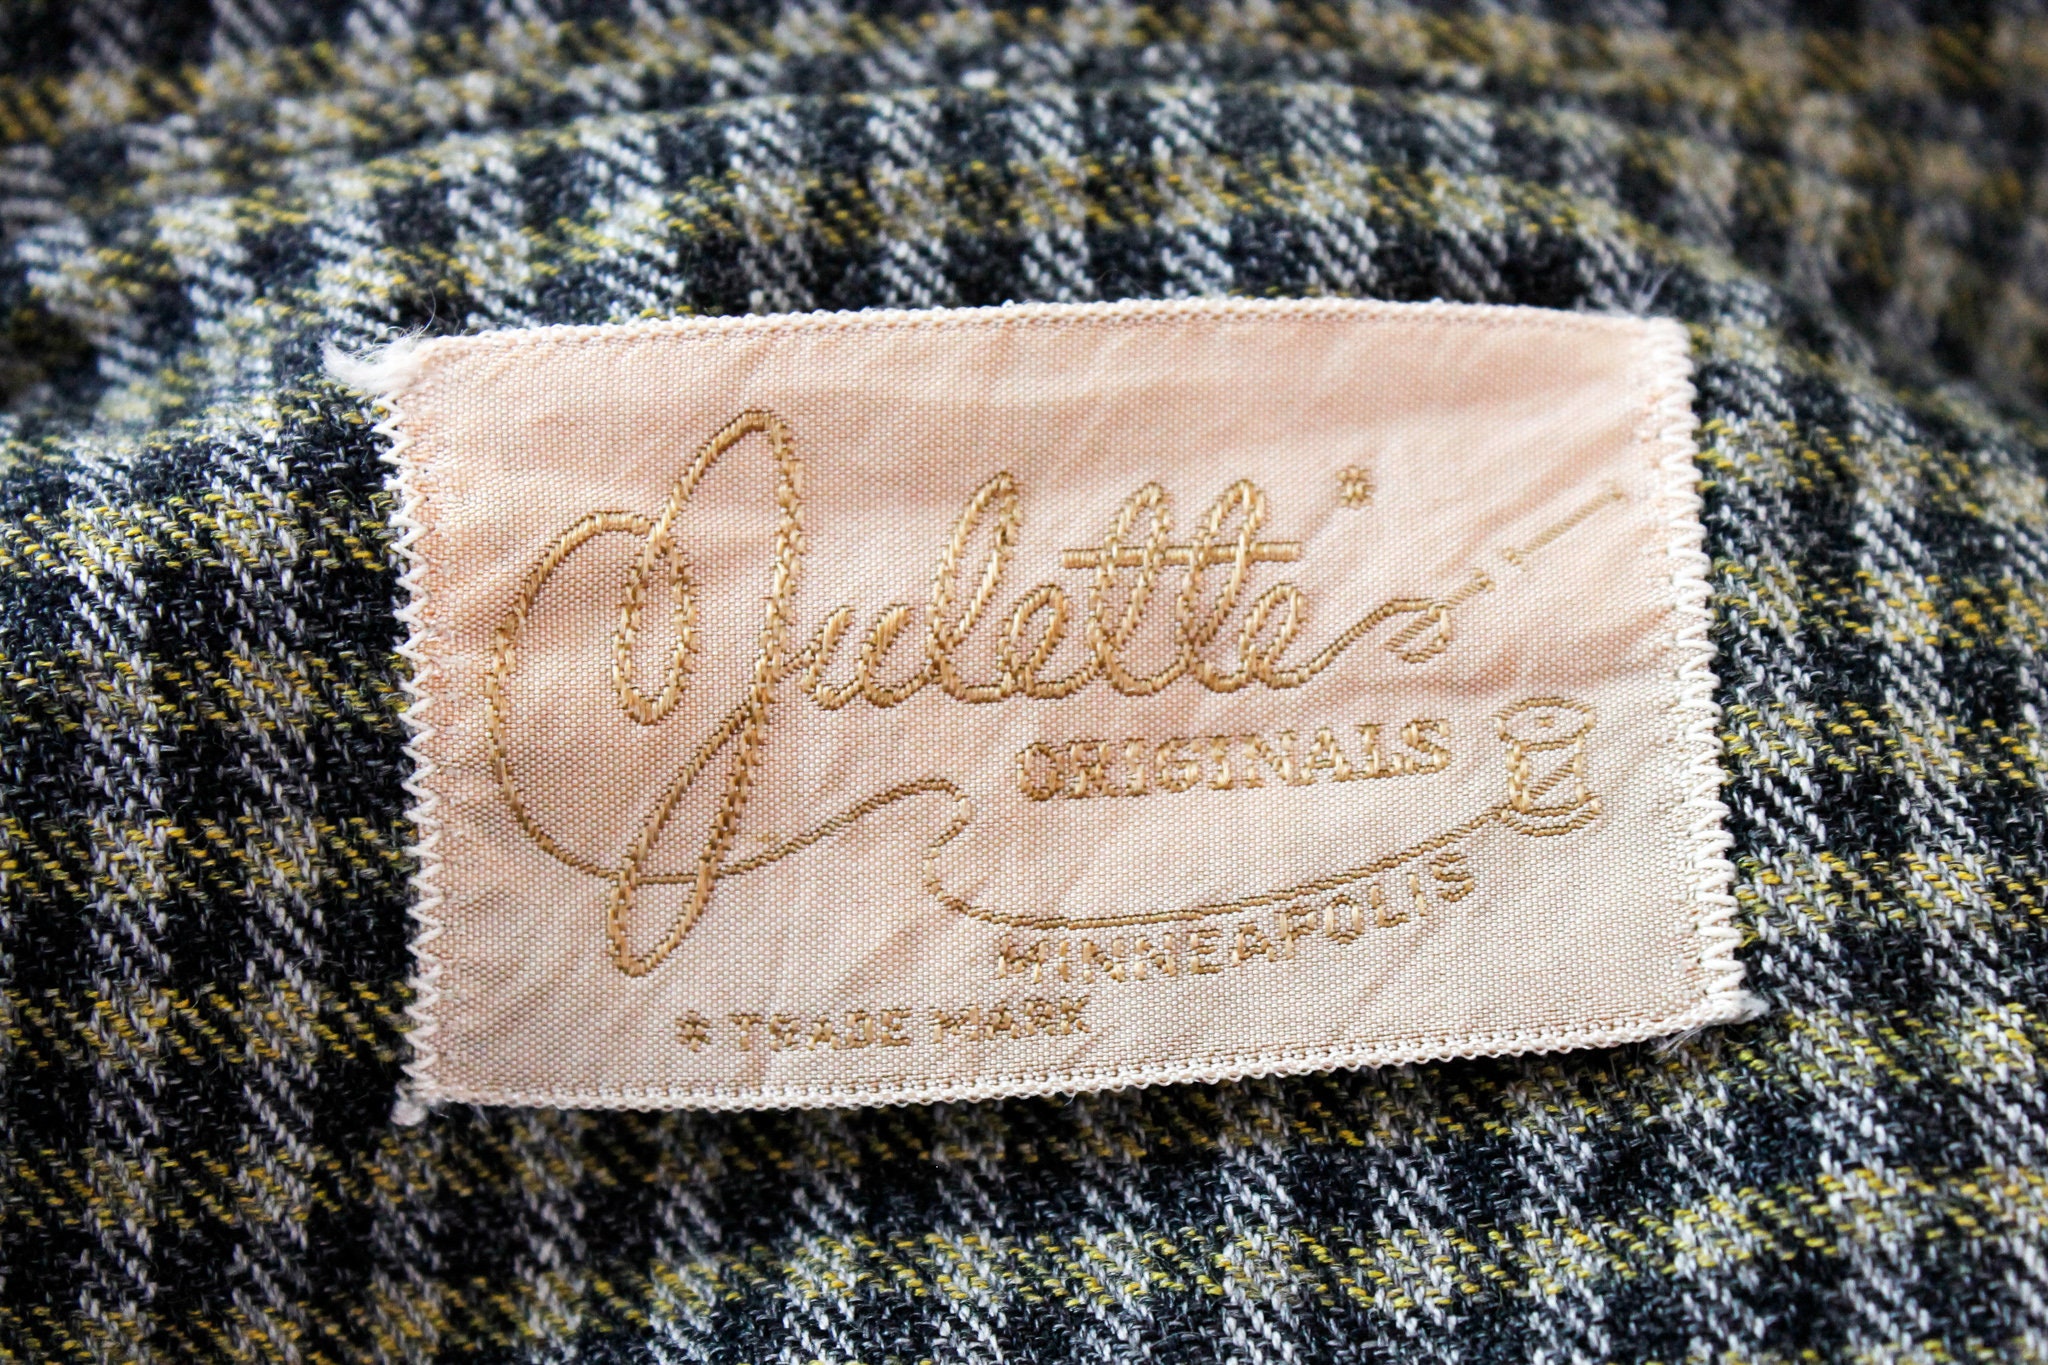 Julette*
ORIGINALS
MINNEAPOLIS
* TRADE MARK